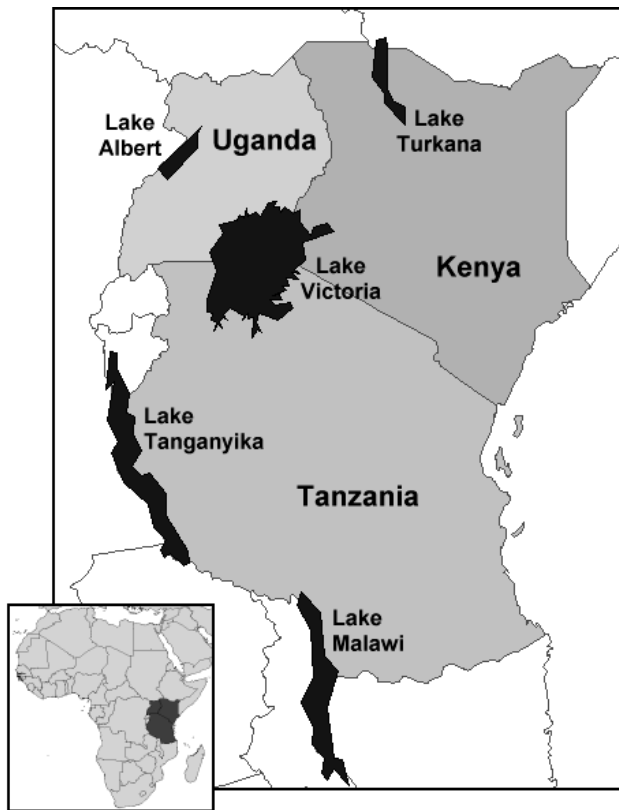 Lake
Albert
Uganda
Lake
Turkana
Lake
Victoria
Kenya
Lake
Tanganyika
Tanzania
Lake
Malawi